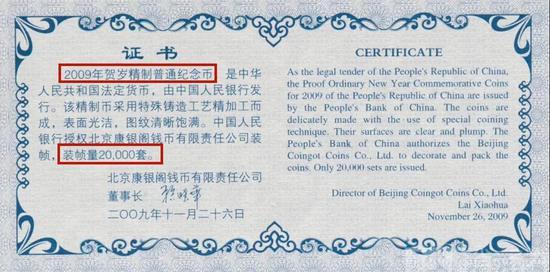 证书
2009年贺岁精制普通纪念币 是中华
人民共和国法定货币，由中国人民银行发
行。该精制币采用特殊铸造工艺精加工而
成，表面光洁，图纹清晰饱满。中国人民银
行授权北京康银阁钱币有限责任公司装
帧，装帧量20,000套。
北京康银阁钱币有限责任公司
董事长
二〇〇九年十一月二十六日
CERTIFICATE
As the legal tender of the People's Republic of China,
the Proof Ordinary New Year Commemorative Coins
for 2009 of the People's Republic of China are issued
by the People's Bank of China. The coins are
delicately made with the use of special coining
technique. Their surfaces are clear and plump. The
People's Bank of China authorizes the Beijing
Coingot Coins Co., Ltd. to decorate and pack the
coins. Only 20,000 sets are issued.
Director of Beijing Coingot Coins Co., Ltd.
Lai Xiaohua
November 26, 2009